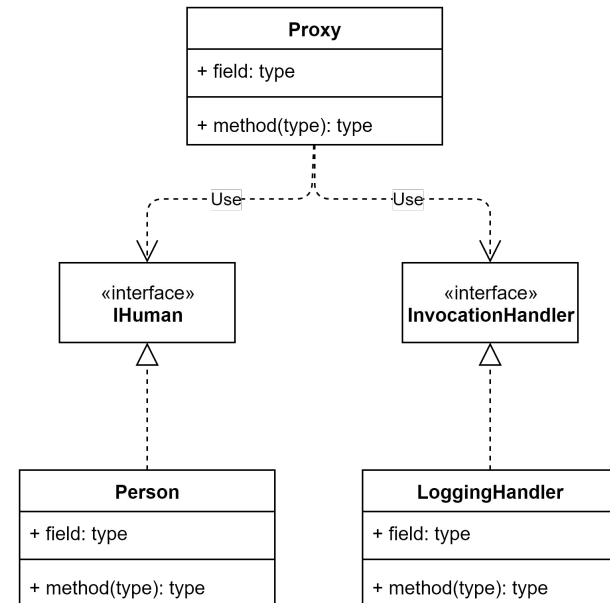 Proxy
+ field: type
+ method(type): type
Use
Use
«interface»
IHuman
«interface»
InvocationHandler
Person
+ field: type
+ method(type): type
LoggingHandler
+ field: type
+ method(type): type